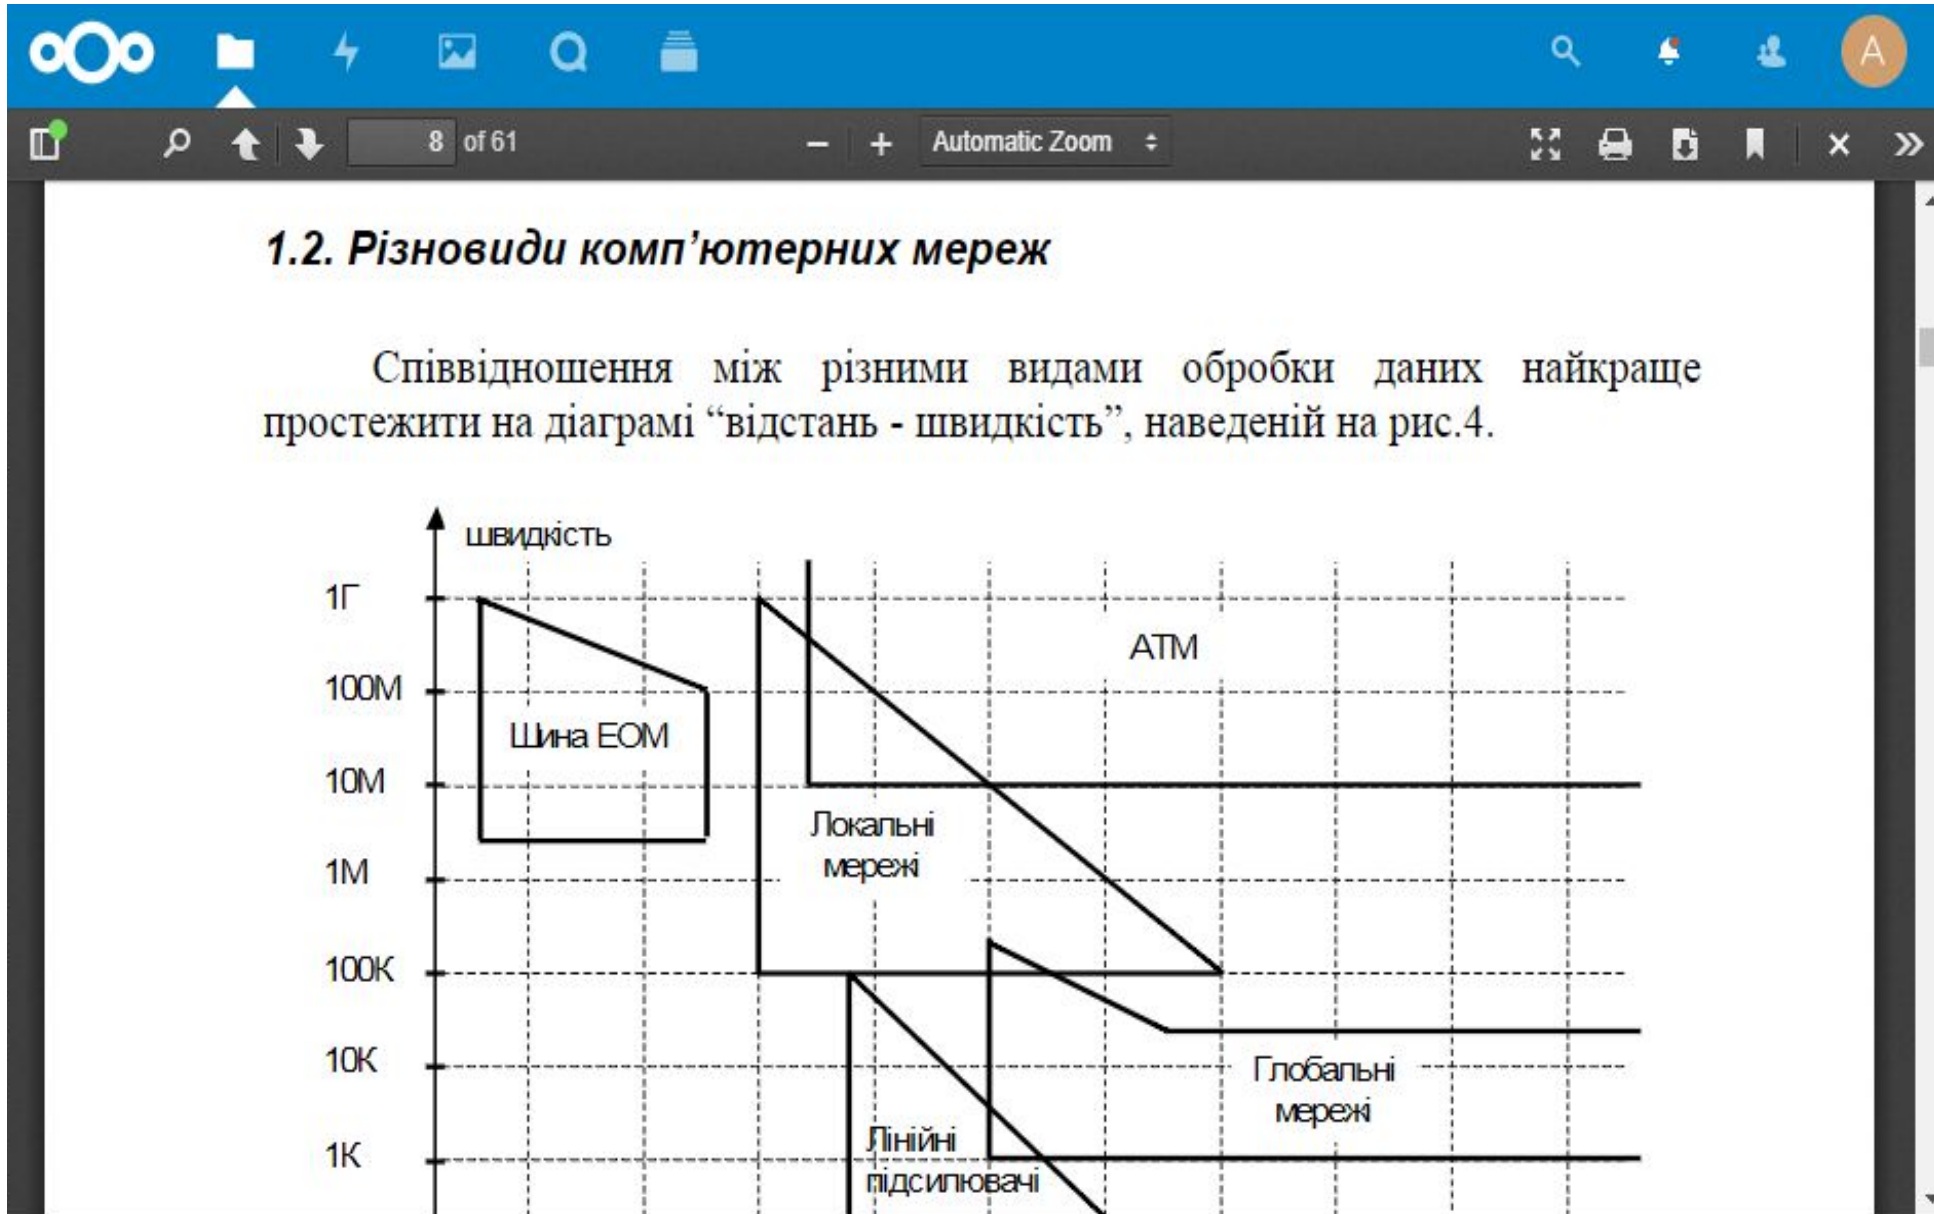 A
8 of 61
Automatic Zoom
1.2. Різновиди комп’ютерних мереж
Співвідношення між різними видами обробки даних найкраще
простежити на діаграмі “відстань - швидкість”, наведеній на рис.4.
швидкість
1Г
АТМ
100М
Шина ЕОМ
10М
Локальні
мережі
1М
100К
10К
Глобальні
мережі
1К
Лінійні
підсилювачі